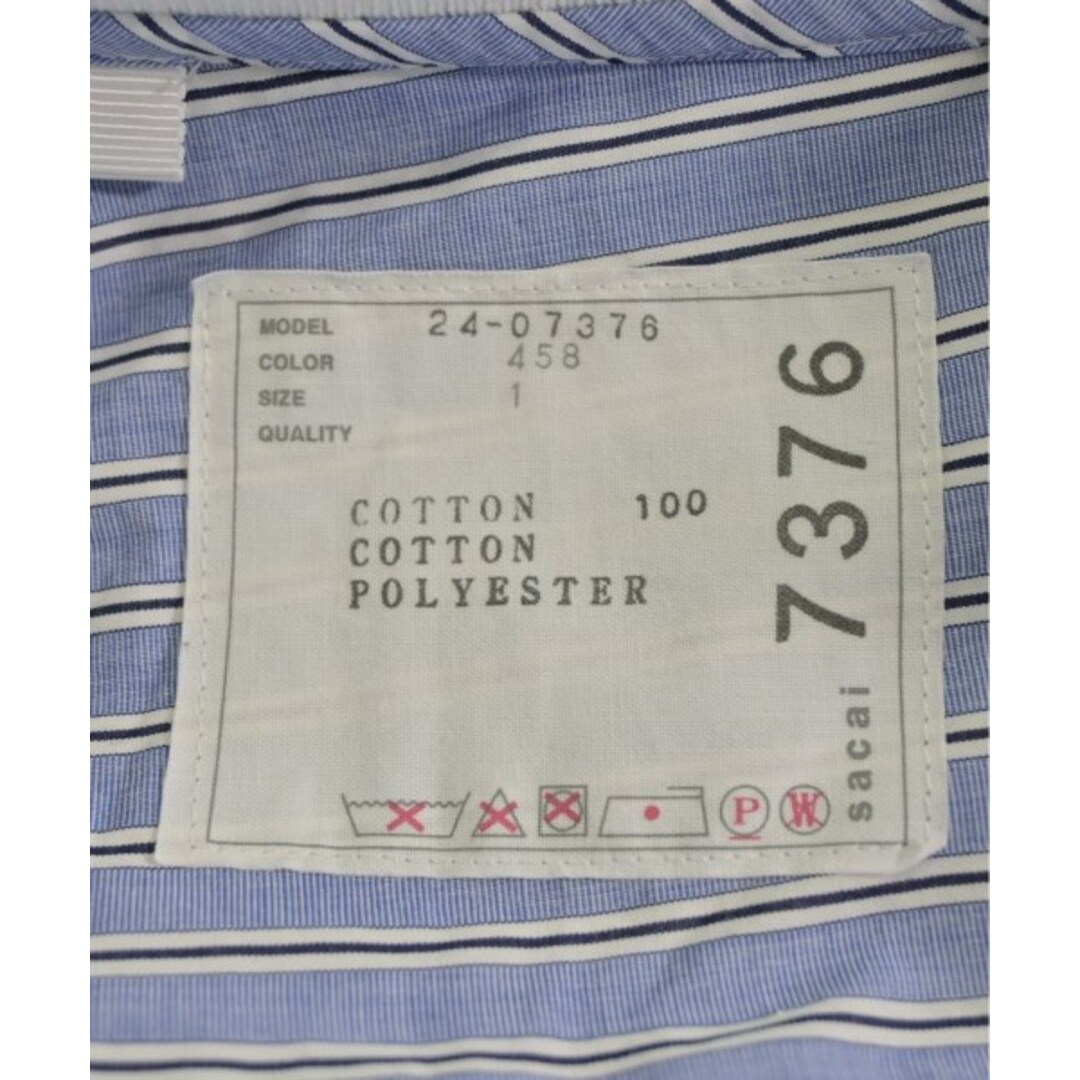 MODEL 24-07376
COLOR 458
SIZE 1
QUALITY
COTTON 100
COTTON
POLYESTER
P W
sacai 7376